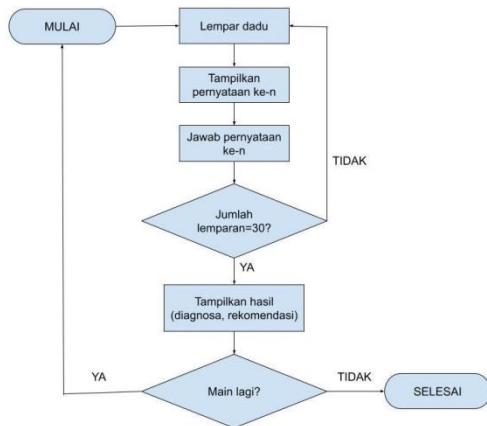 MULAI
Lempar dadu
Tampilkan
pernyataan ke-n
Jawab pernyataan
ke-n
TIDAK
Jumlah
lemparan=30?
YA
Tampilkan hasil
(diagnosa, rekomendasi)
YA
Main lagi?
TIDAK
SELESAI